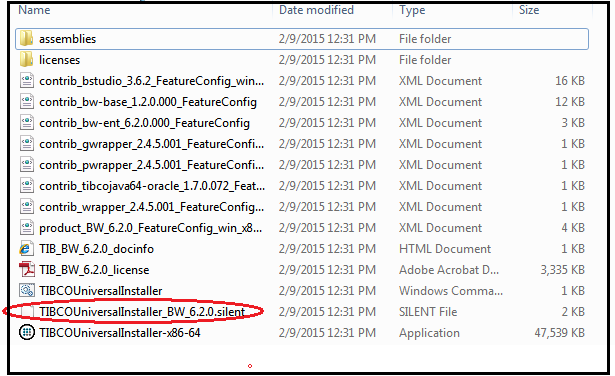 Name Date modified Type Size
assemblies 2/9/2015 12:31 PM File folder
licenses 2/9/2015 12:31 PM File folder
contrib_bstudio_3.6.2_FeatureConfig_win... 2/9/2015 12:31 PM XML Document 16 KB
contrib_bw-base_1.2.0.000_FeatureConfig 2/9/2015 12:31 PM XML Document 12 KB
contrib_bw-ent_6.2.0.000_FeatureConfig 2/9/2015 12:31 PM XML Document 3 KB
contrib_gwrapper_2.4.5.001_FeatureConfi... 2/9/2015 12:31 PM XML Document 1 KB
contrib_pwrapper_2.4.5.001_FeatureConfi... 2/9/2015 12:31 PM XML Document 1 KB
contrib_tibcojava64-oracle_1.7.0.072_Feat... 2/9/2015 12:31 PM XML Document 1 KB
contrib_wrapper_2.4.5.001_FeatureConfig... 2/9/2015 12:31 PM XML Document 1 KB
product_BW_6.2.0_FeatureConfig_win_x8... 2/9/2015 12:31 PM XML Document 4 KB
TIB_BW_6.2.0_docinfo 2/9/2015 12:31 PM HTML Document 1 KB
TIB_BW_6.2.0_license 2/9/2015 12:31 PM Adobe Acrobat D... 3,335 KB
TIBCOUniversalInstaller 2/9/2015 12:31 PM Windows Comma... 1 KB
TIBCOUniversalInstaller_BW_6.2.0.silent 2/9/2015 12:31 PM SILENT File 2 KB
TIBCOUniversalInstaller-x86-64 2/9/2015 12:31 PM Application 47,539 KB